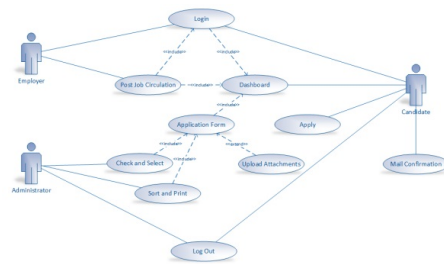 Login
<<include>>
<<include>>
Employer
Post Job Circulation
<<include>>
Dashboard
Candidate
<<include>>
Application Form
Apply
<<include>>
<<include>>
<<extend>>
Check and Select
Upload Attachments
Mail Confirmation
Administrator
Sort and Print
Log Out